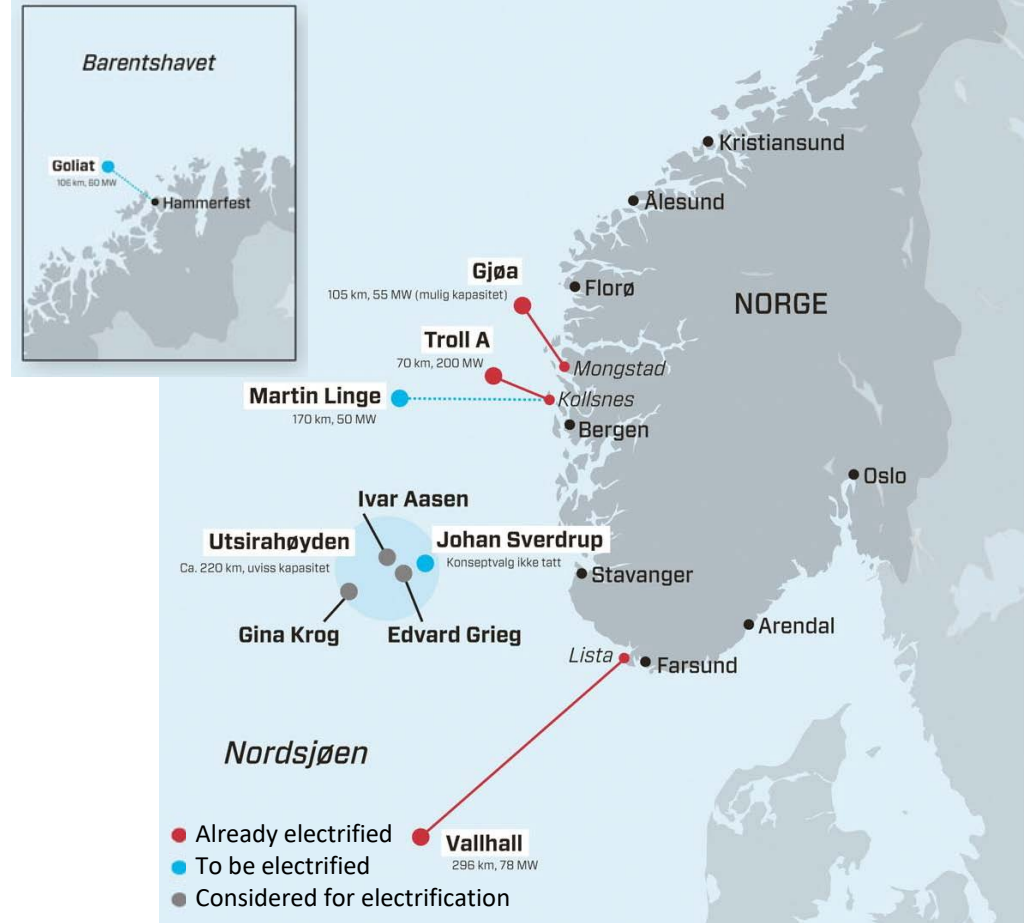 Barentshavet
Goliat
106 km, 60 MW
Hammerfest
Kristiansund
Ålesund
Gjøa
105 km, 55 MW (mulig kapasitet)
Florø
NORGE
Troll A
70 km, 200 MW
Mongstad
Martin Linge
170 km, 50 MW
Kollsnes
Bergen
Oslo
Ivar Aasen
Utsirahøyden
Ca. 220 km, uviss kapasitet
Johan Sverdrup
Konseptvalg ikke tatt
Stavanger
Gina Krog
Edvard Grieg
Arendal
Lista
Farsund
Nordsjøen
Already electrified
To be electrified
Considered for electrification
Vallhall
296 km, 78 MW